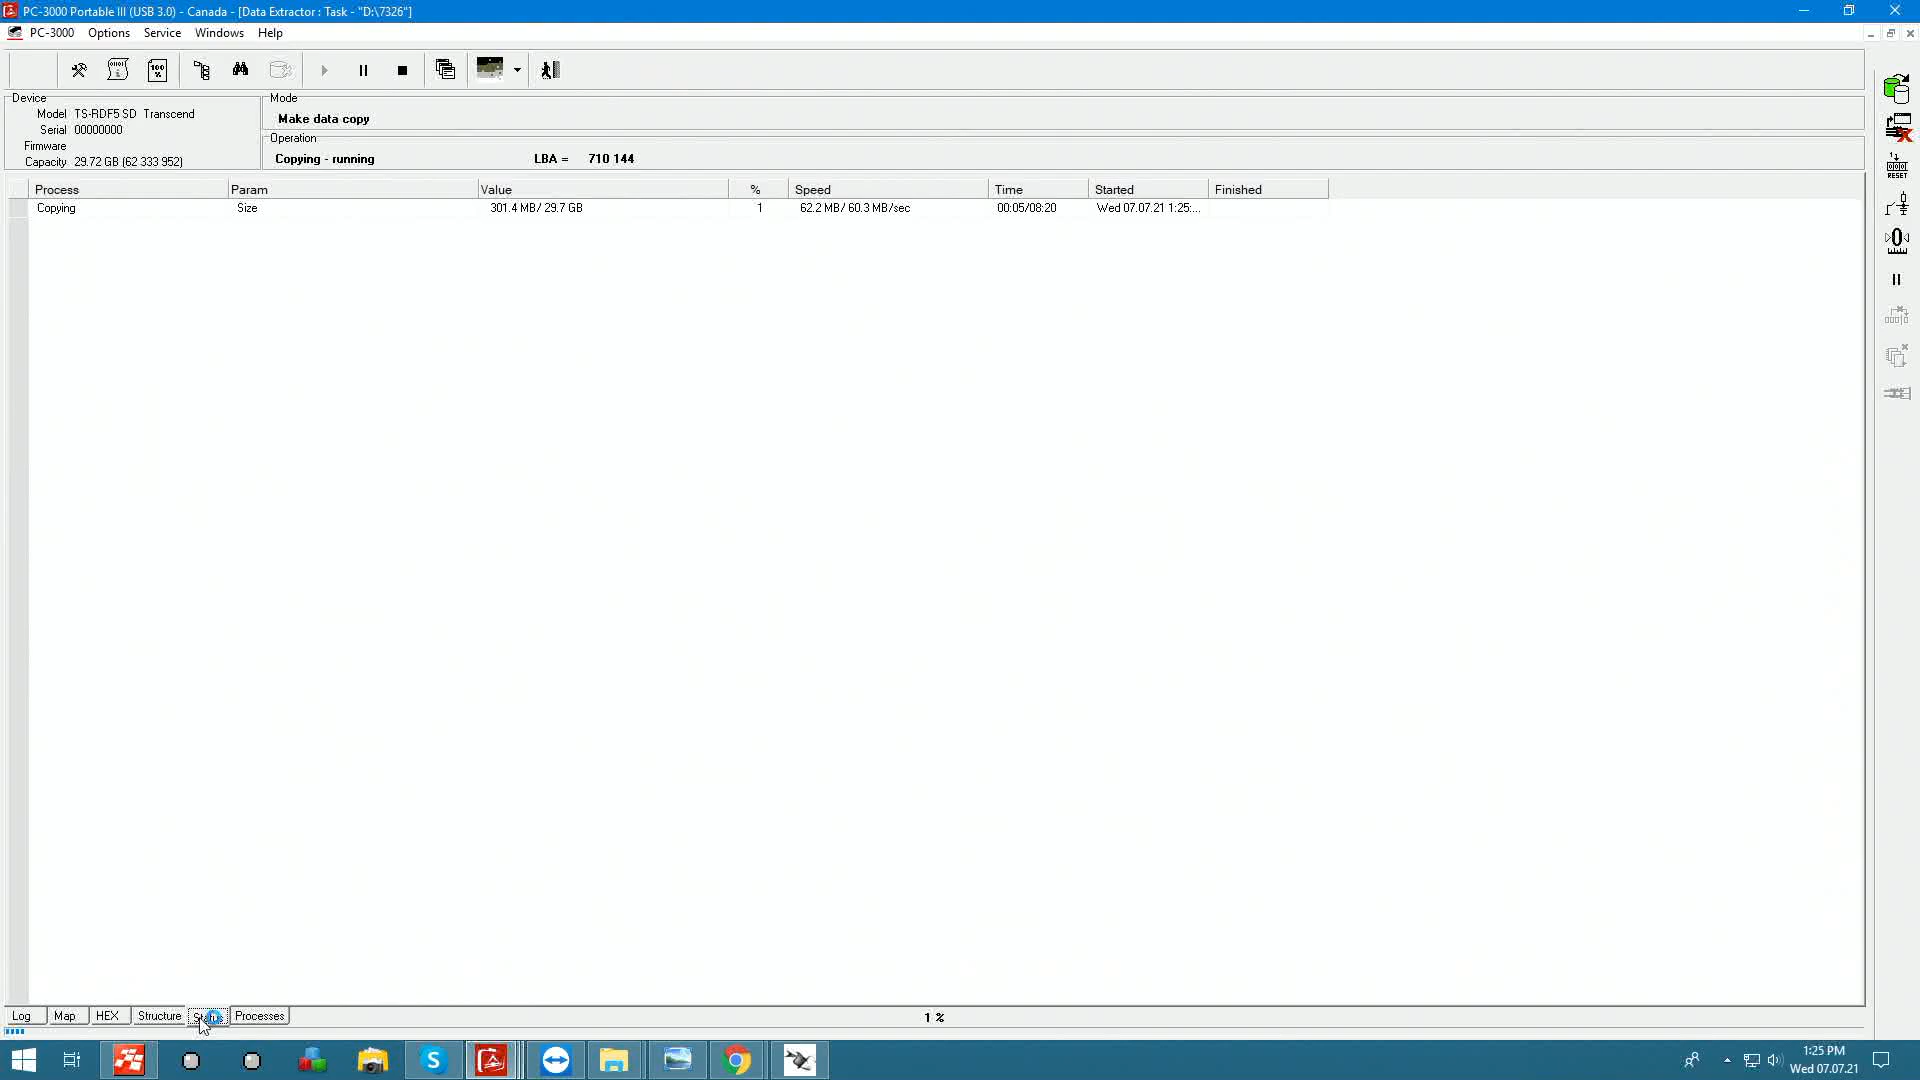 PC-3000 Portable III (USB 3.0) - Canada - [Data Extractor : Task - "D:\7326"]
PC-3000 Options Service Windows Help
Device
Model TS-RDF5 SD Transcend
Serial 00000000
Firmware
Capacity 29.72 GB (62 333 952)
Mode
Make data copy
Operation
Copying - running LBA = 710 144
Process Param Value % Speed Time Started Finished
Copying Size 301.4 MB/ 29.7 GB 1 62.2 MB/ 60.3 MB/sec 00:05/08:20 Wed 07.07.21 1:25:...
RESET
Log Map HEX Structure Status Processes 1 %
1:25 PM
Wed 07.07.21